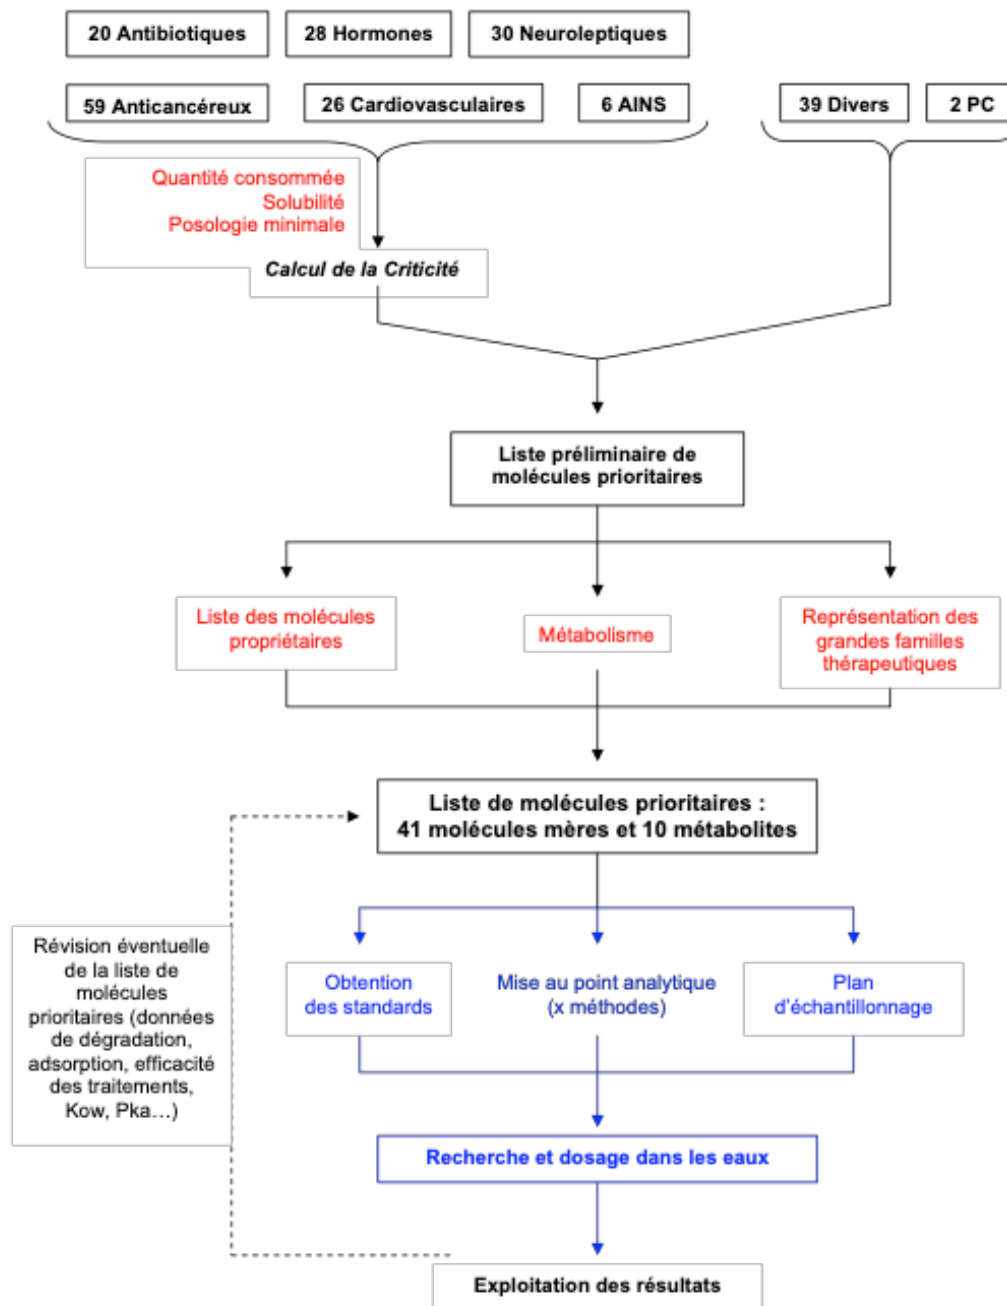 20 Antibiotiques
28 Hormones
30 Neuroleptiques
59 Anticancéreux
26 Cardiovasculaires
6 AINS
39 Divers
2 PC
Quantité consommée
Solubilité
Posologie minimale
Calcul de la Criticité
Liste préliminaire de
molécules prioritaires
Liste des molécules
propriétaires
Métabolisme
Représentation des
grandes familles
thérapeutiques
Liste de molécules prioritaires :
41 molécules mères et 10 métabolites
Révision éventuelle
de la liste de
molécules
prioritaires (données
de dégradation,
adsorption, efficacité
des traitements,
Kow, Pka…)
Obtention
des standards
Mise au point analytique
(x méthodes)
Plan
d'échantillonnage
Recherche et dosage dans les eaux
Exploitation des résultats